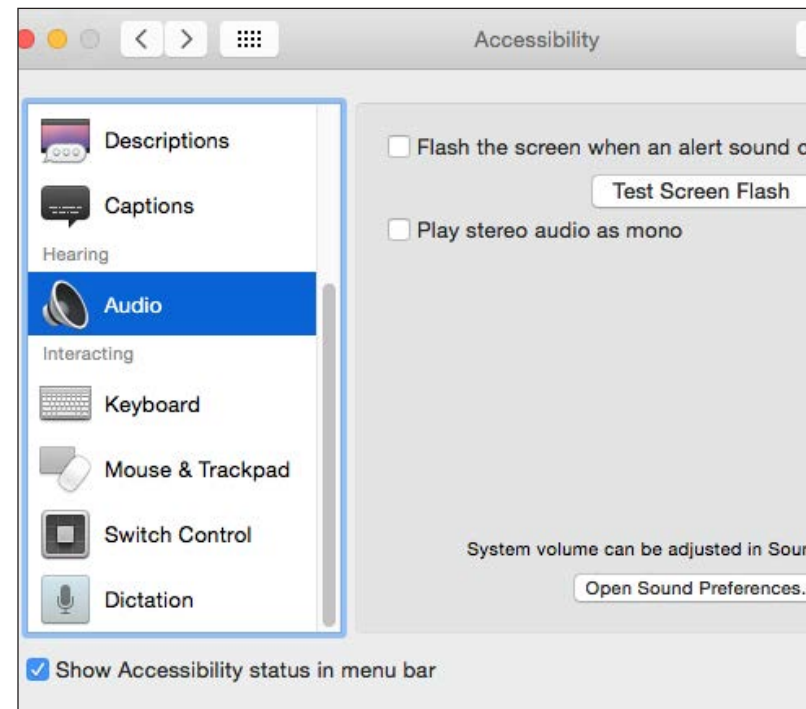 Accessibility
Descriptions
Captions
Hearing
Audio
Interacting
Keyboard
Mouse & Trackpad
Switch Control
Dictation
Flash the screen when an alert sound
Test Screen Flash
Play stereo audio as mono
System volume can be adjusted in
Open Sound Preferences.
Show Accessibility status in menu bar